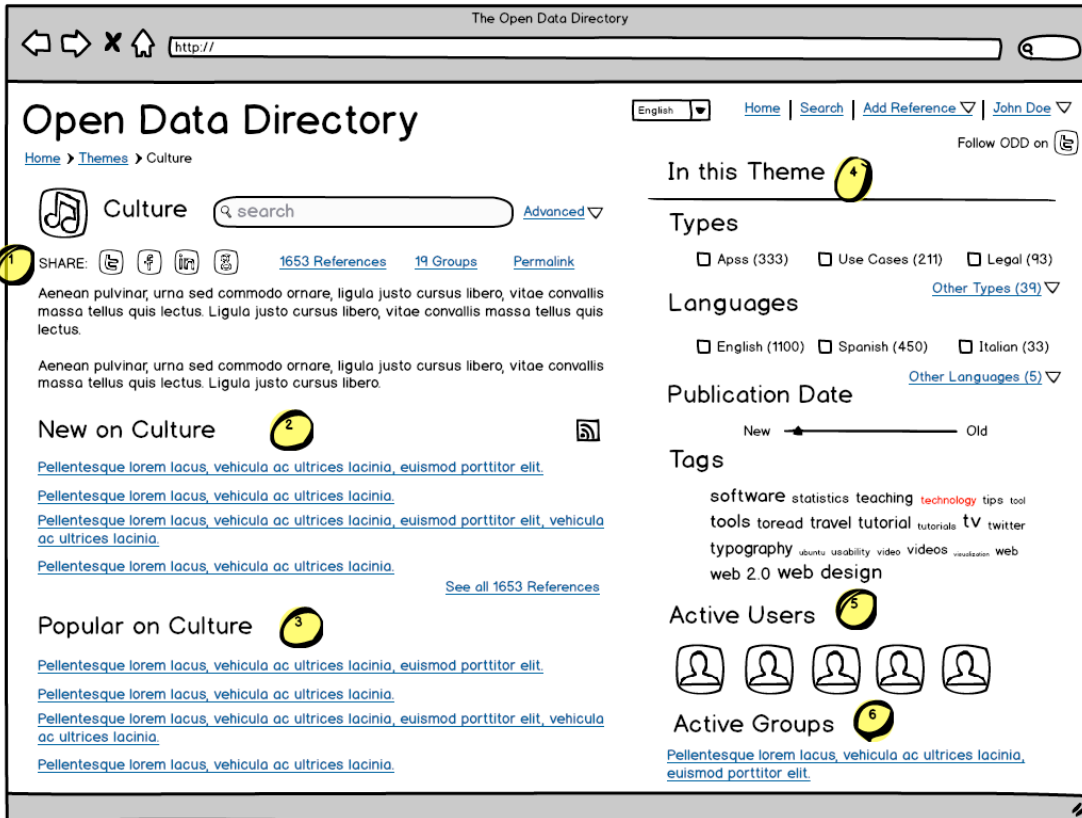 The Open Data Directory
http://
Open Data Directory
English
Home | Search | Add Reference | John Doe
Follow ODD on
Home > Themes > Culture
Culture
search
Advanced
1
SHARE:
1653 References
19 Groups
Permalink
Aenean pulvinar, urna sed commodo ornare, ligula justo cursus libero, vitae convallis
massa tellus quis lectus. Ligula justo cursus libero, vitae convallis massa tellus quis
lectus.
Aenean pulvinar, urna sed commodo ornare, ligula justo cursus libero, vitae convallis
massa tellus quis lectus. Ligula justo cursus libero.
New on Culture
2
Pellentesque lorem lacus, vehicula ac ultrices lacinia, euismod porttitor elit.
Pellentesque lorem lacus, vehicula ac ultrices lacinia.
Pellentesque lorem lacus, vehicula ac ultrices lacinia, euismod porttitor elit, vehicula
ac ultrices lacinia.
Pellentesque lorem lacus, vehicula ac ultrices lacinia.
See all 1653 References
Popular on Culture
3
Pellentesque lorem lacus, vehicula ac ultrices lacinia, euismod porttitor elit.
Pellentesque lorem lacus, vehicula ac ultrices lacinia.
Pellentesque lorem lacus, vehicula ac ultrices lacinia, euismod porttitor elit, vehicula
ac ultrices lacinia.
Pellentesque lorem lacus, vehicula ac ultrices lacinia.
In this Theme
4
Types
Apss (333) Use Cases (211) Legal (93)
Other Types (39)
Languages
English (1100) Spanish (450) Italian (33)
Other Languages (5)
Publication Date
New Old
Tags
software statistics teaching technology tips tool
tools toread travel tutorial tutorials tv twitter
typography ubuntu usability video videos visualization web
web 2.0 web design
Active Users
5
Active Groups
6
Pellentesque lorem lacus, vehicula ac ultrices lacinia,
euismod porttitor elit.